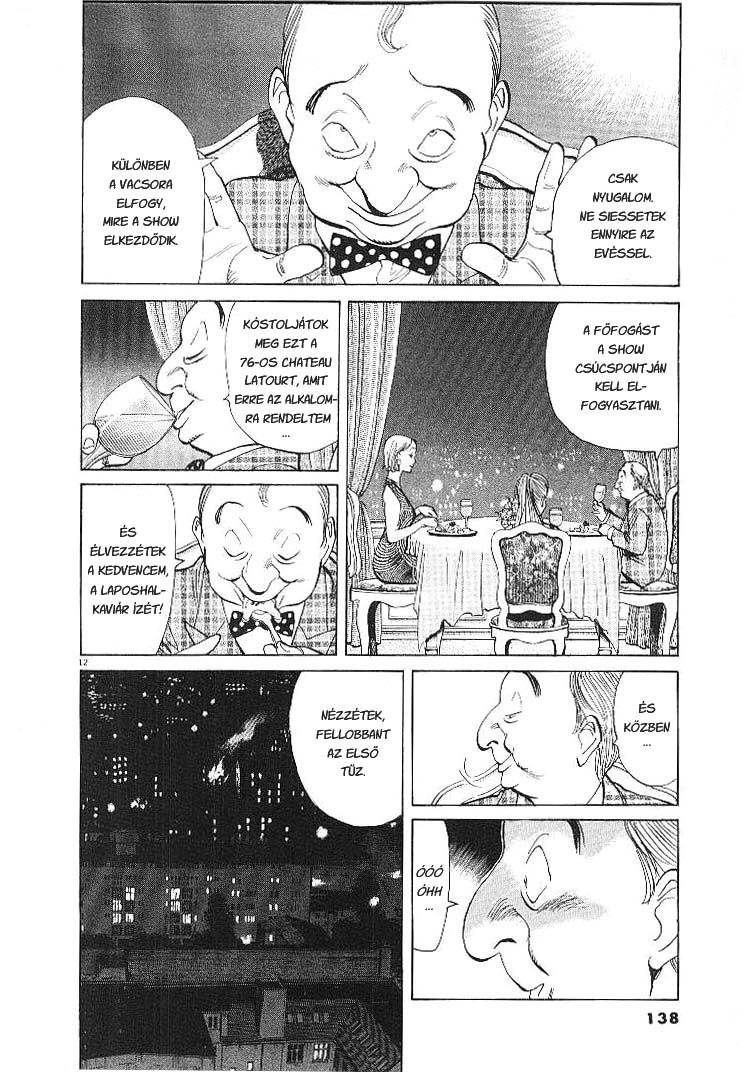 CSAK
NYUGALOM.
NE SIESSETEK
ENNYIRE AZ
EVÉSSEL.
KÜLÖNBEN
A VACSORA
ELFOGY,
MIRE A SHOW
ELKEZDŐDIK.
A FŐFOGÁST
A SHOW
CSÚCSPONTJÁN
KELL EL-
FOGYASZTANI.
KÓSTOLJÁTOK
MEG EZT A
76-OS CHATEAU
LATOURT, AMIT
ERRE AZ ALKALOM-
RA RENDELTEM
...
ÉS
ÉLVEZZÉTEK
A KEDVENCEM,
A LAPOSHAL-
KAVIÁR ÍZÉT!
12
ÉS
KÖZBEN
...
ÓÓÓ
ÓHH
...
NÉZZÉTEK,
FELLOBBANT
AZ ELSŐ
TŰZ.
138